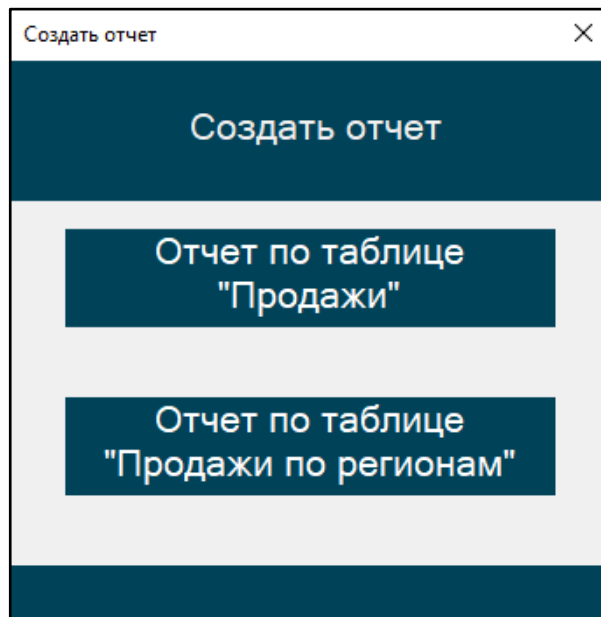 Создать отчет
Создать отчет
Отчет по таблице
"Продажи"
Отчет по таблице
"Продажи по регионам"